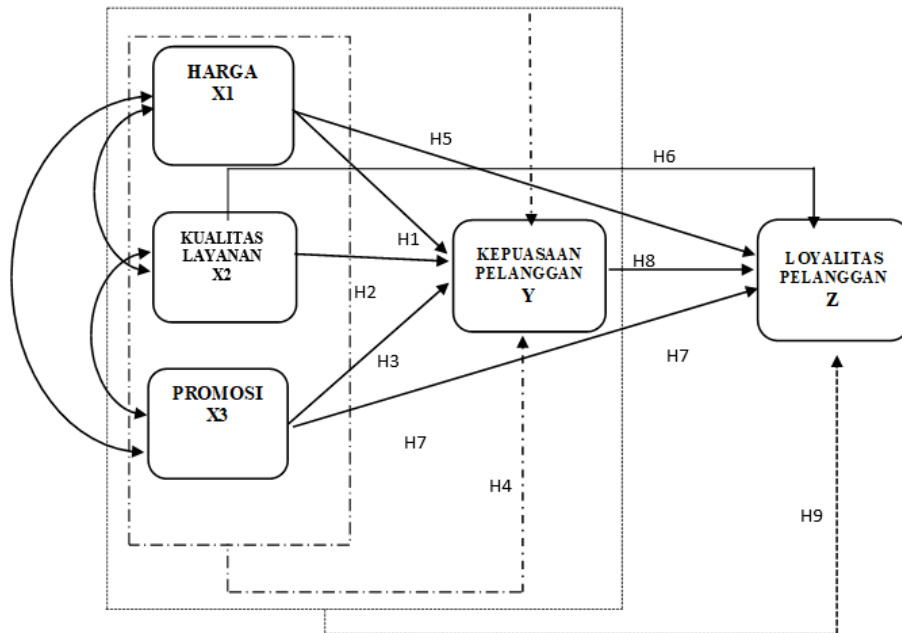 HARGA
X1
H5
H6
KUALITAS
LAYANAN
X2
H1
H2
KEPUASAAN
PELANGGAN
Y
H8
LOYALITAS
PELANGGAN
Z
H3
H7
PROMOSI
X3
H7
H4
H9